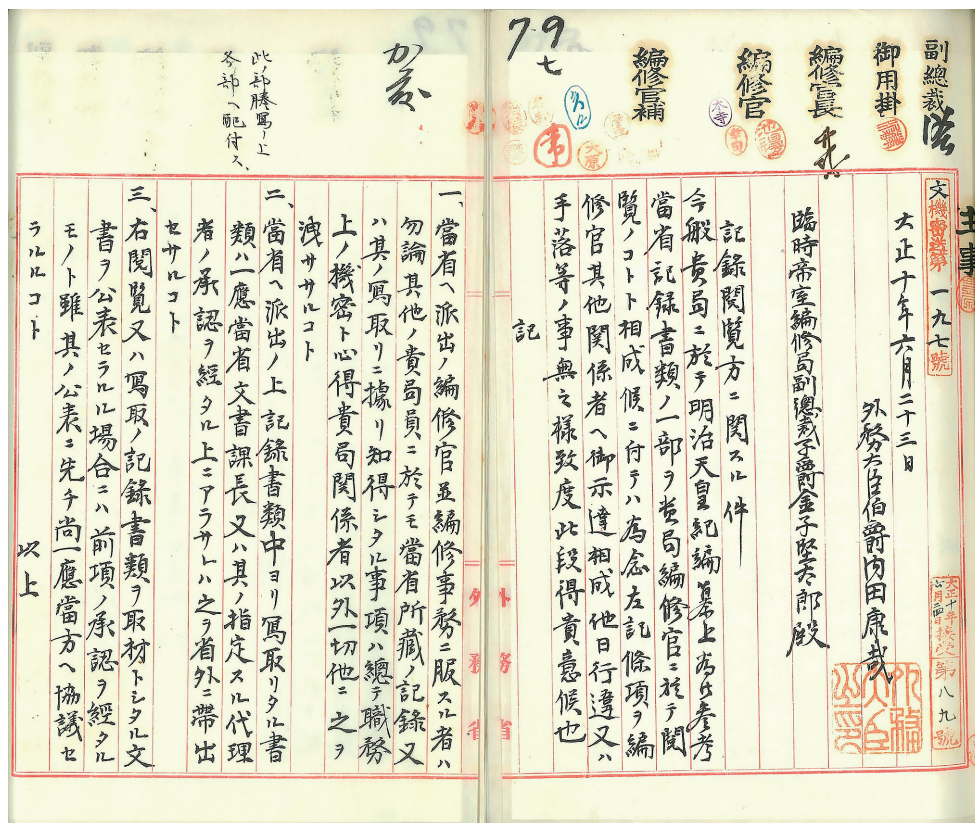 79
七
副總裁
御用掛
編修官長
編修官
編修官補
主事
文機密送第一九七號
大正十年六月二十三日
外務大臣伯爵内田康哉
外務大臣之印
第八九號
臨時帝室編修局副總裁子爵金子堅太郎殿
記録閲覧方ニ関スル件
今般貴局ニ於テ明治天皇紀編纂上為御参考
當省記録書類ノ一部ヲ貴局編修官ニ於テ閲
覧ノコトト相成候ニ付テハ為念左記條項ヲ編
修官其他関係者ヘ御示達相成他日行違又ハ
手落等ノ事無之様致度此段得貴意候也
記
此ノ部謄寫ノ上
各部ヘ配付ス、
一、當省ヘ派出ノ編修官並編修事務ニ服スル者ハ
勿論其他ノ貴局員ニ於テモ當省所藏ノ記録又
ハ其ノ寫取リニ據リ知得シタル事項ハ總テ職務
上ノ機密ト心得貴局関係者以外一切他ニ之ヲ
洩ササルコト
二、當省ヘ派出ノ上記録書類中ヨリ寫取リタル書
類ハ一應當省文書課長又ハ其ノ指定スル代理
者ノ承認ヲ經タル上ニアラサレハ之ヲ省外ニ帶出
セサルコト
三、右閲覧又ハ寫取ノ記録書類ヲ取材トシタル文
書ヲ公表セラルル場合ニハ前項ノ承認ヲ經タル
モノト雖其ノ公表ニ先チ尚一應當方ヘ協議セ
ラルルコト
以上
外務省